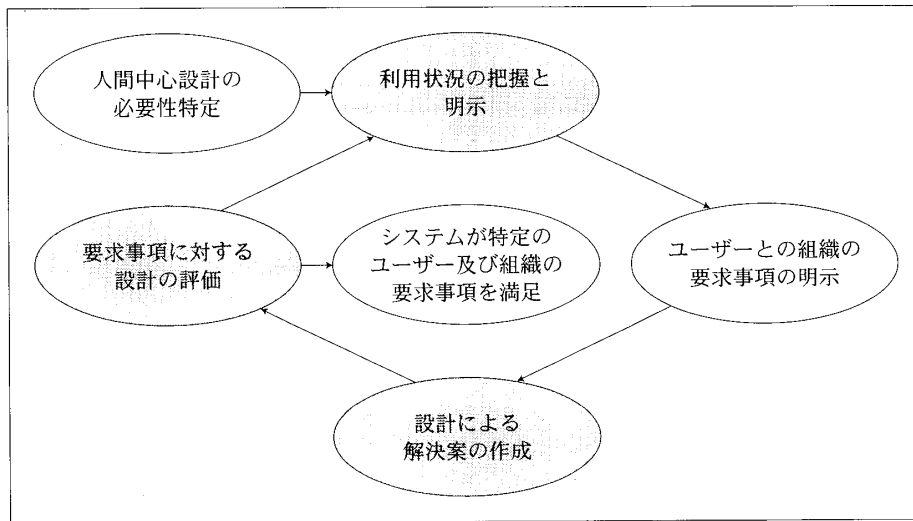 人間中心設計の
必要性特定
利用状況の把握と
明示
要求事項に対する
設計の評価
システムが特定の
ユーザー及び組織の
要求事項を満足
ユーザーとの組織の
要求事項の明示
設計による
解決案の作成